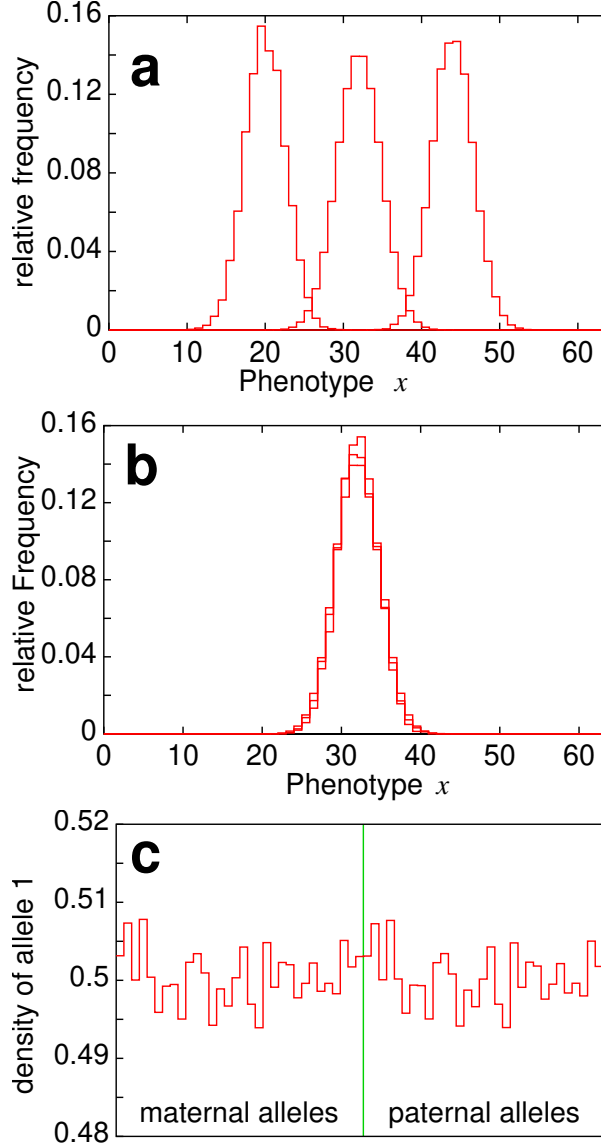 a
relative frequency
0.16
0.12
0.08
0.04
0
0 10 20 30 40 50 60
Phenotype x
b
relative Frequency
0.16
0.12
0.08
0.04
0
0 10 20 30 40 50 60
Phenotype x
c
density of allele 1
0.52
0.51
0.5
0.49
0.48
maternal alleles paternal alleles